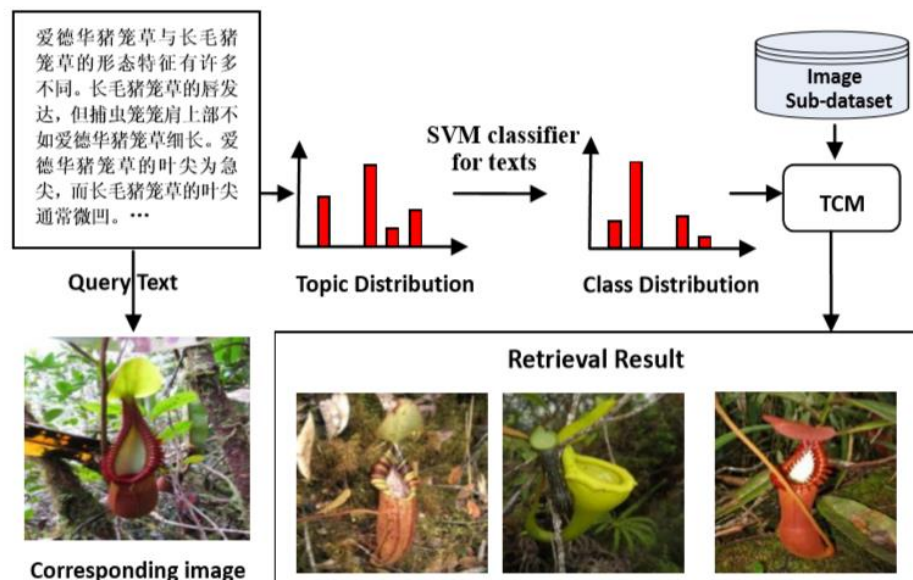 爱德华猪笼草与长毛猪
笼草的形态特征有许多
不同。长毛猪笼草的唇发
达，但捕虫笼笼肩上部不
如爱德华猪笼草细长。爱
德华猪笼草的叶尖为急
尖，而长毛猪笼草的叶尖
通常微凹。…
Query Text
Corresponding image
Topic Distribution
SVM classifier
for texts
Class Distribution
Image
Sub-dataset
TCM
Retrieval Result